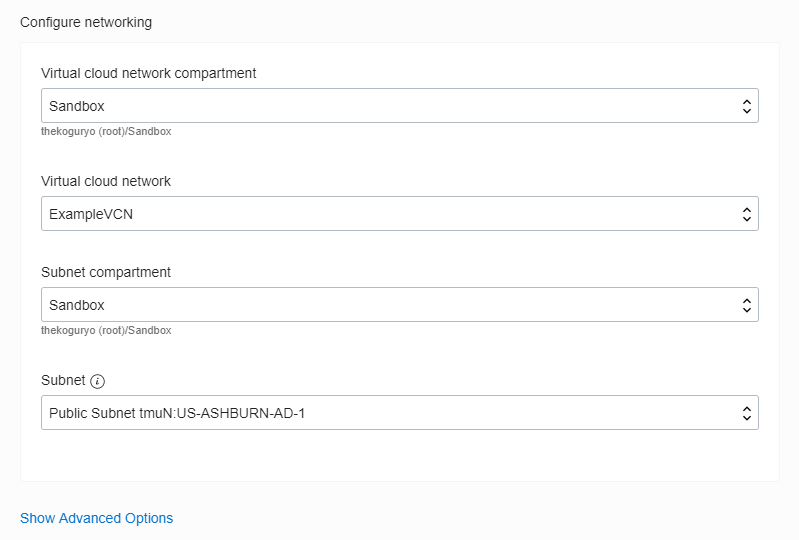 Configure networking
Virtual cloud network compartment
Sandbox
thekoguryo (root)/Sandbox
Virtual cloud network
ExampleVCN
Subnet compartment
Sandbox
thekoguryo (root)/Sandbox
Subnet
Public Subnet tmuN:US-ASHBURN-AD-1
Show Advanced Options